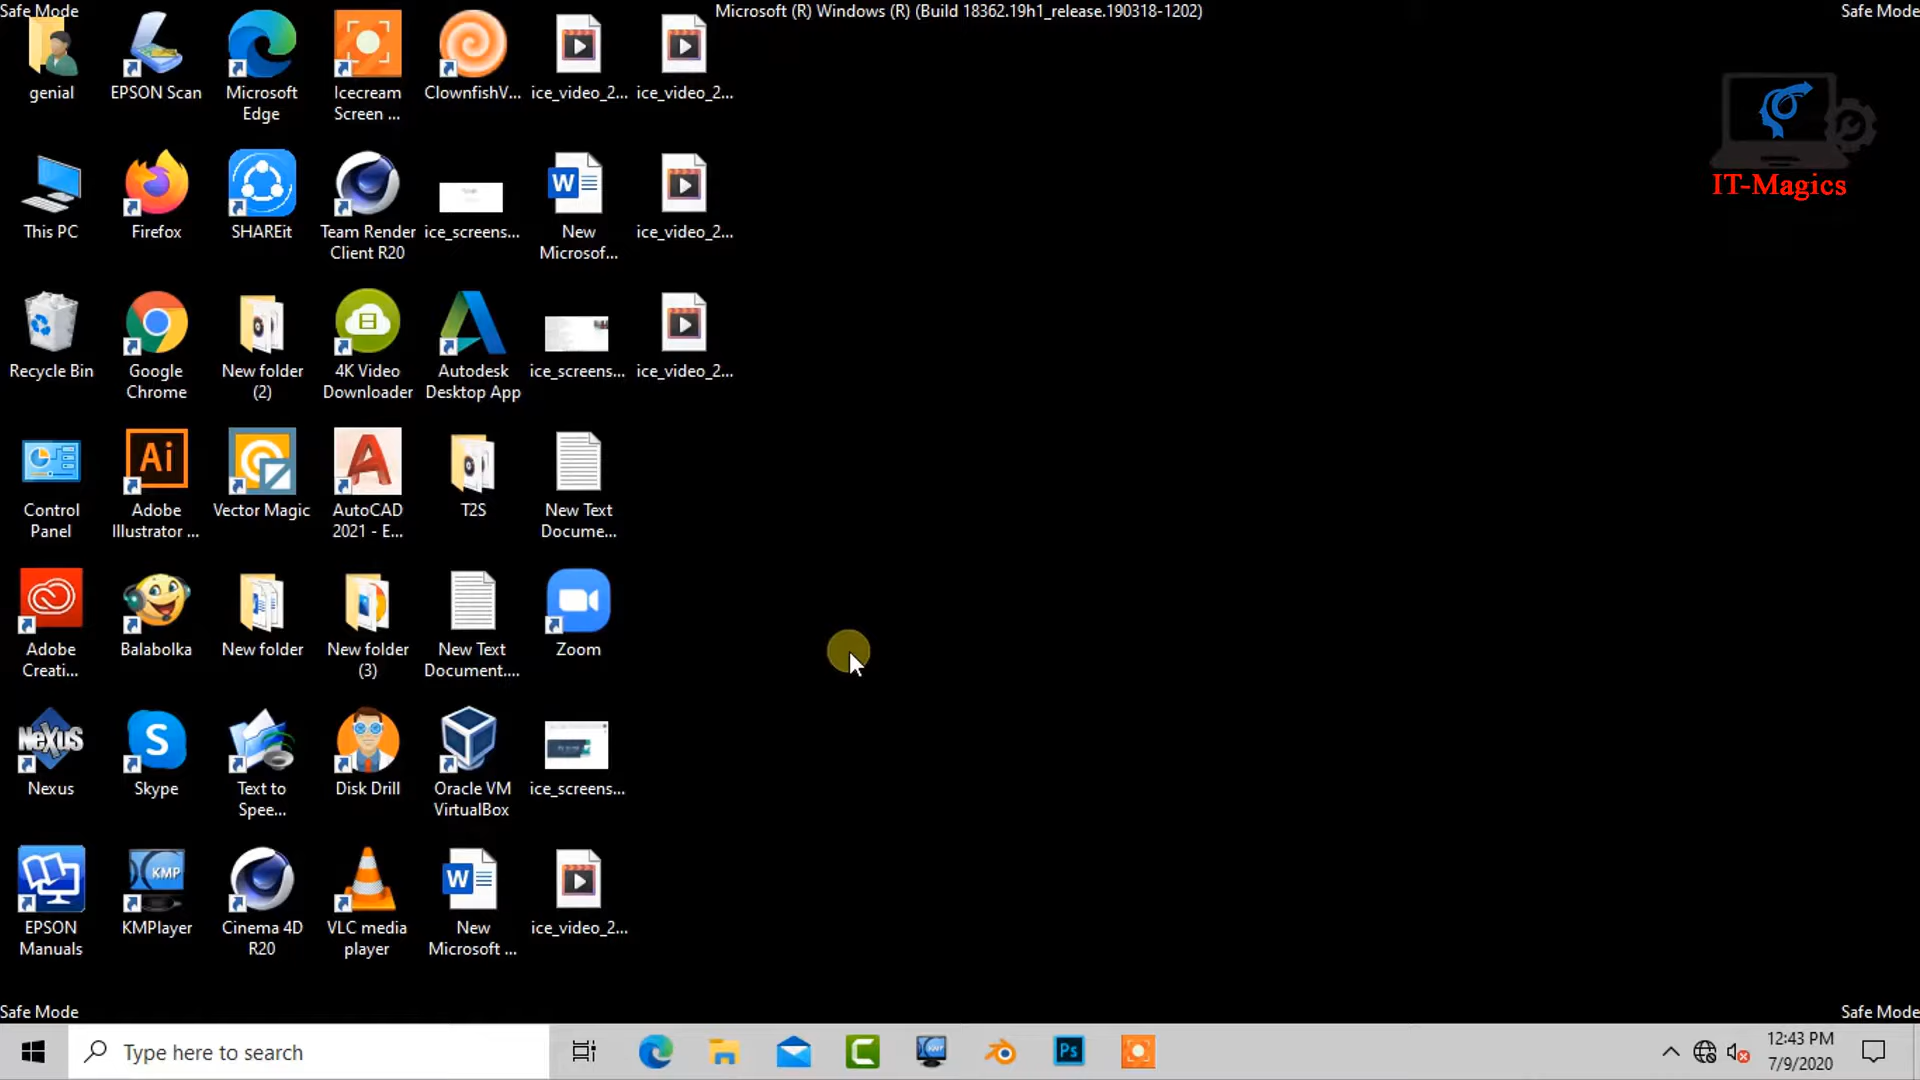 Safe Mode
Microsoft (R) Windows (R) (Build 18362.19h1_release.190318-1202)
Safe Mode
genial
EPSON Scan
Microsoft
Edge
Icecream
Screen ...
ClownfishV...
ice_video_2...
ice_video_2...
IT-Magics
This PC
Firefox
SHAREit
Team Render
Client R20
ice_screens...
W
New
Microsof...
ice_video_2...
Recycle Bin
Google
Chrome
New folder
(2)
4K Video
Downloader
Autodesk
Desktop App
ice_screens...
ice_video_2...
Control
Panel
Ai
Adobe
Illustrator ...
Vector Magic
AutoCAD
2021 - E...
T2S
New Text
Docume...
Adobe
Creati...
Balabolka
New folder
New folder
(3)
New Text
Document....
Zoom
NeXus
Nexus
S
Skype
Text to
Spee...
Disk Drill
Oracle VM
VirtualBox
ice_screens...
EPSON
Manuals
KMP
KMPlayer
Cinema 4D
R20
VLC media
player
W
New
Microsoft ...
ice_video_2...
Safe Mode
Safe Mode
Type here to search
C
KMP
Ps
12:43 PM
7/9/2020